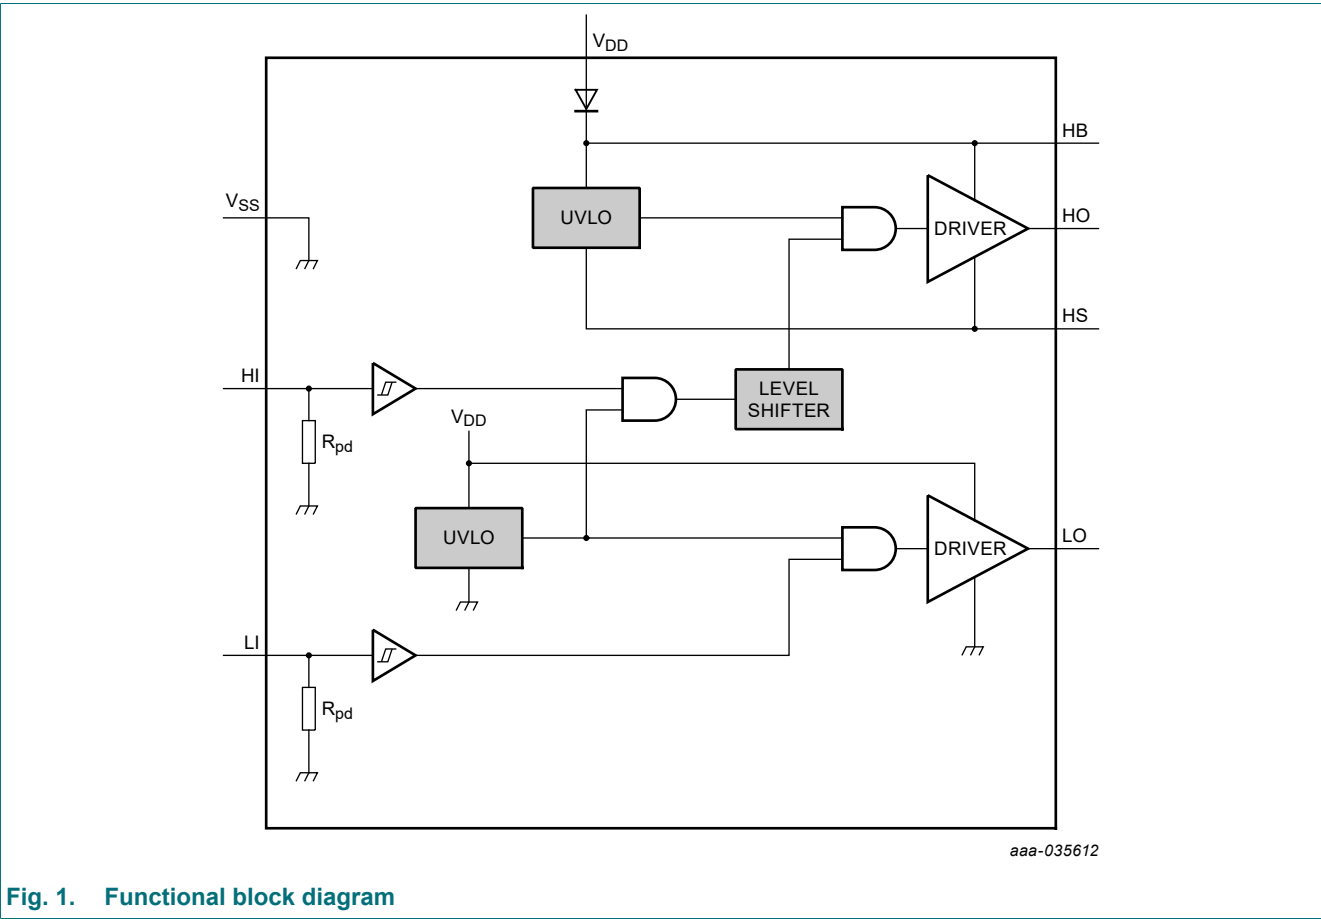 VDD
HB
VSS
UVLO
DRIVER
HO
HS
HI
LEVEL
SHIFTER
VDD
Rpd
UVLO
DRIVER
LO
LI
Rpd
aaa-035612
Fig. 1. Functional block diagram